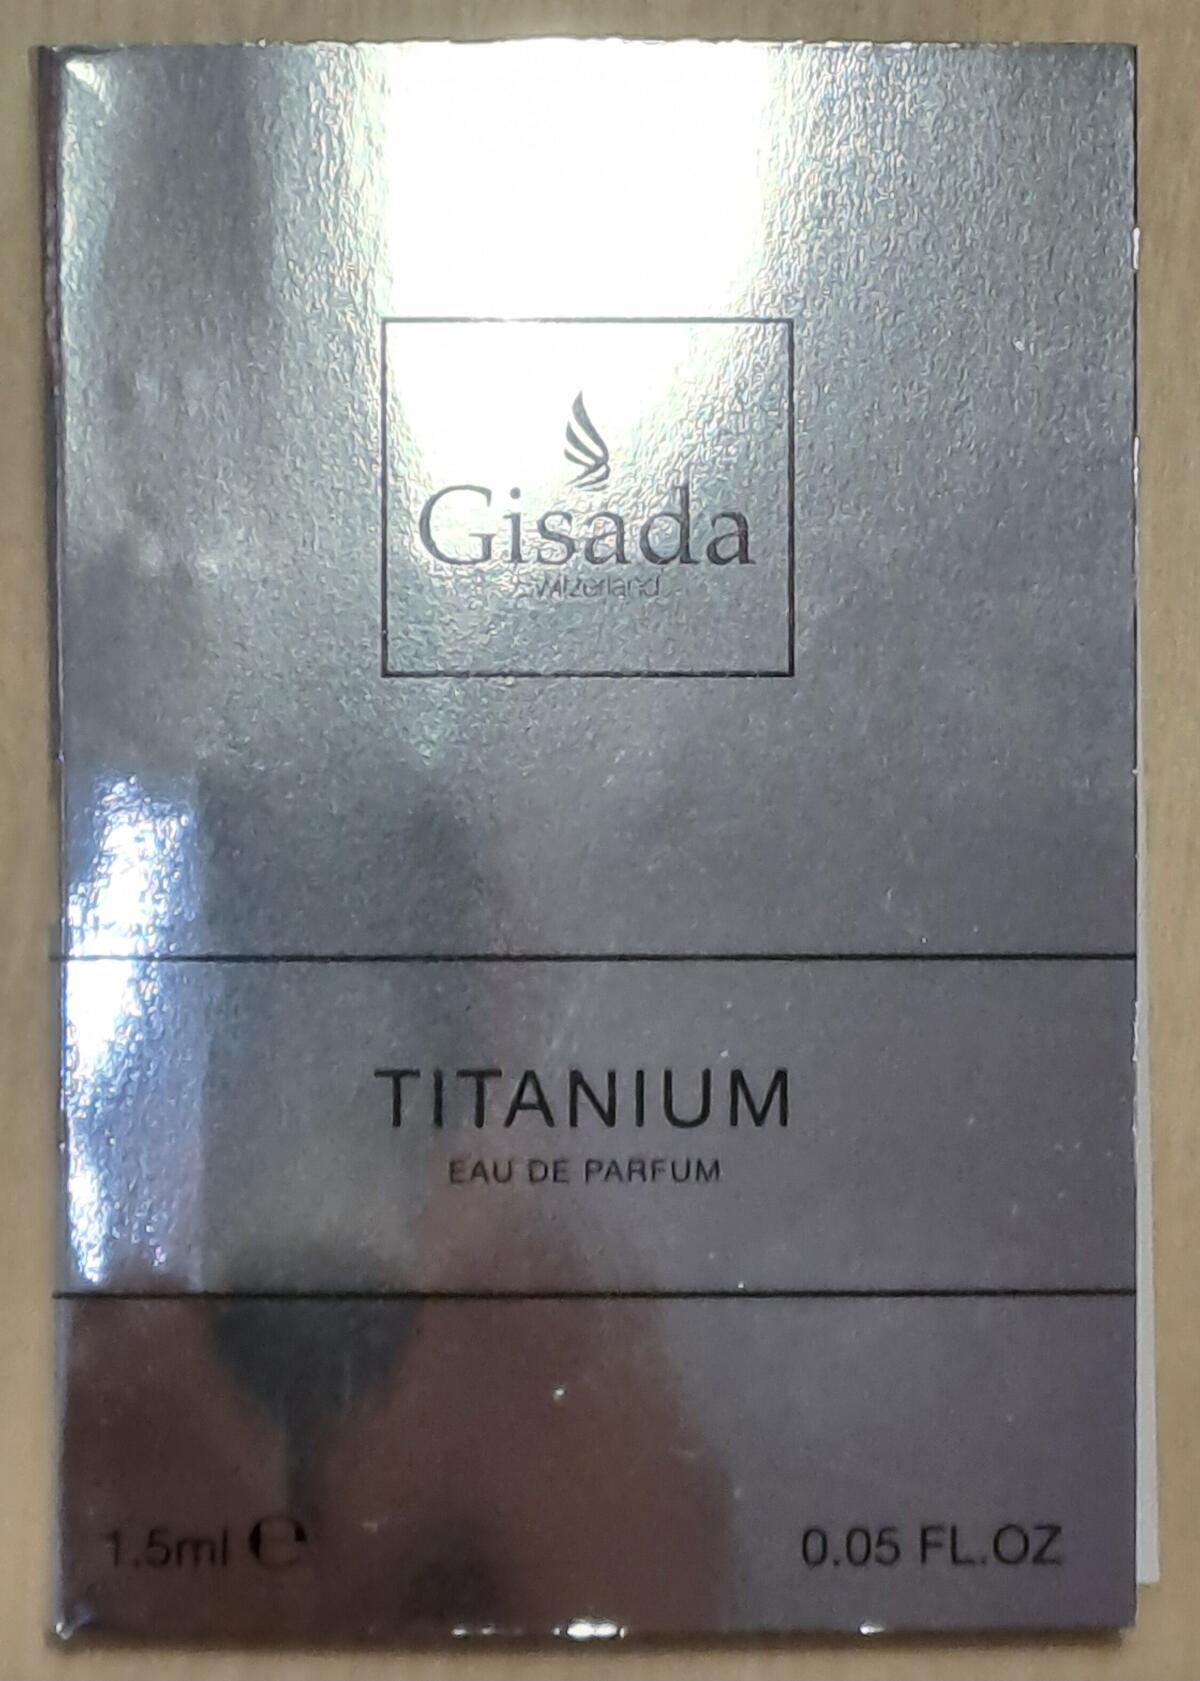 Gisada
Switzerland
TITANIUM
EAU DE PARFUM
1.5ml ℮ 0.05 FL.OZ